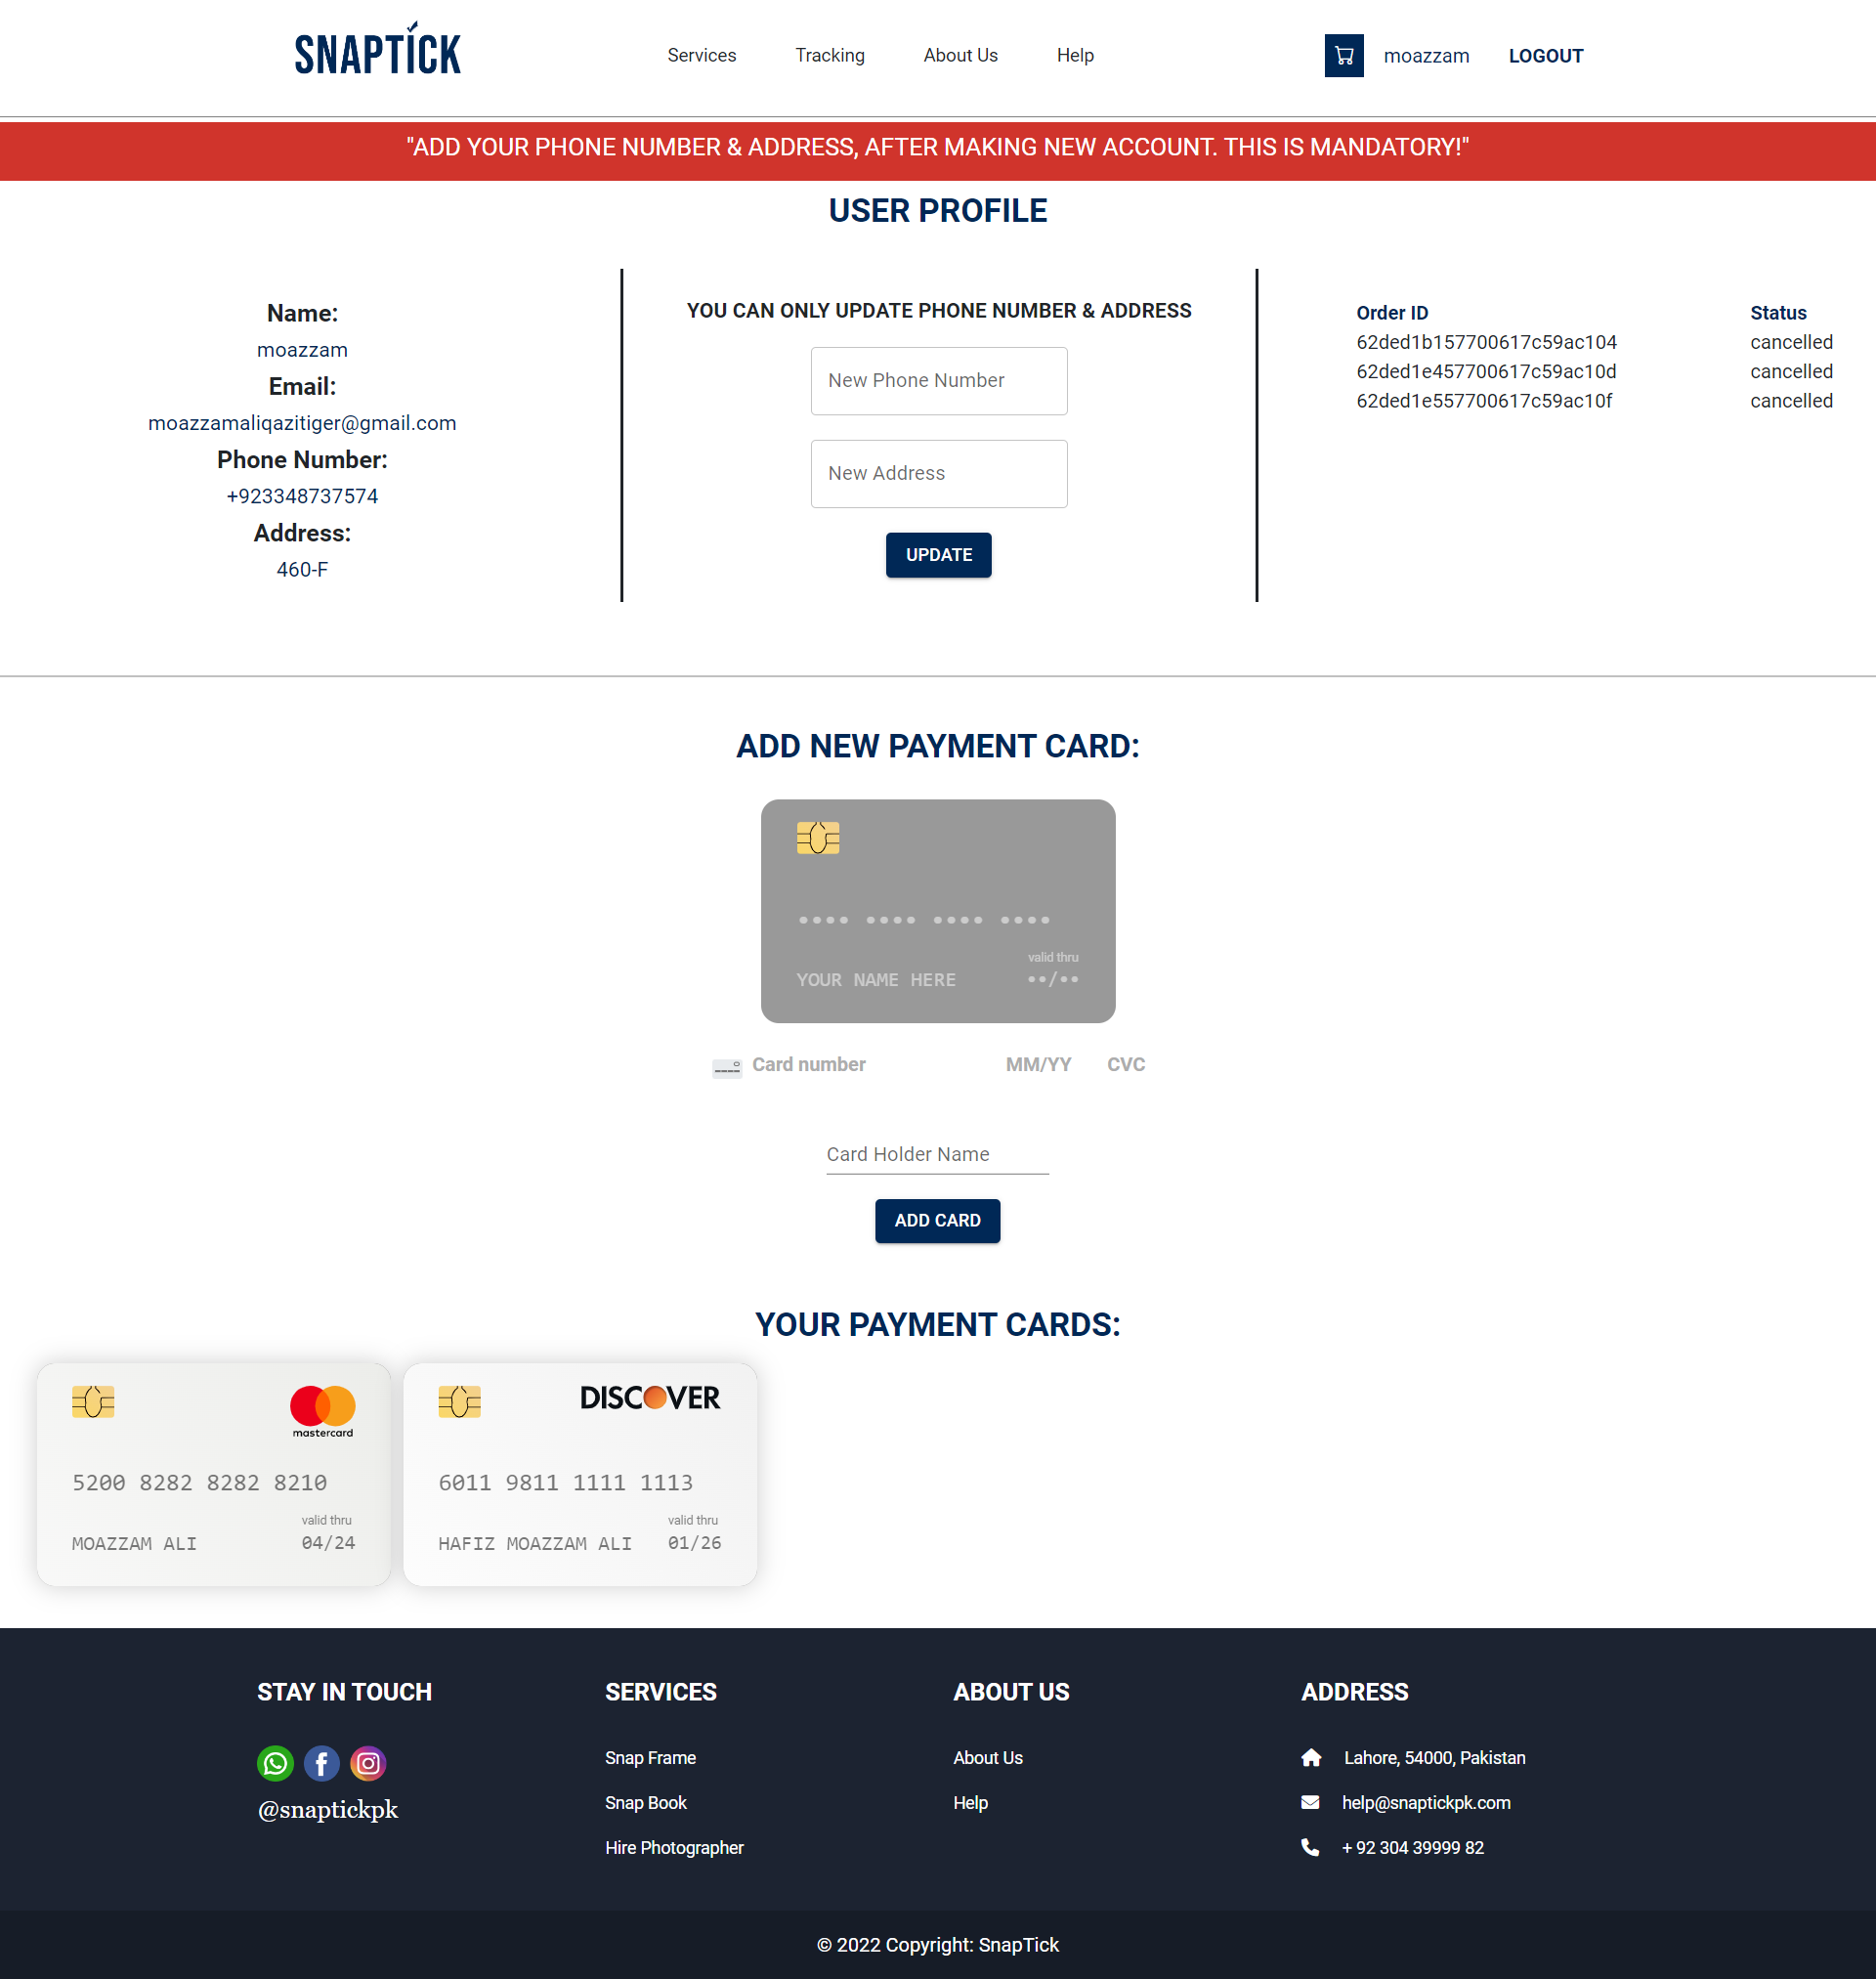 SNAPTICK
Services Tracking About Us Help
moazzam LOGOUT
"ADD YOUR PHONE NUMBER & ADDRESS, AFTER MAKING NEW ACCOUNT. THIS IS MANDATORY!"
USER PROFILE
Name:
moazzam
Email:
moazzamaliqazitiger@gmail.com
Phone Number:
+923348737574
Address:
460-F
YOU CAN ONLY UPDATE PHONE NUMBER & ADDRESS
New Phone Number
New Address
UPDATE
Order ID Status
62ded1b157700617c59ac104 cancelled
62ded1e457700617c59ac10d cancelled
62ded1e557700617c59ac10f cancelled
ADD NEW PAYMENT CARD:
•••• •••• •••• ••••
valid thru
YOUR NAME HERE ••/••
Card number MM/YY CVC
Card Holder Name
ADD CARD
YOUR PAYMENT CARDS:
mastercard
5200 8282 8282 8210
valid thru
MOAZZAM ALI 04/24
DISCOVER
6011 9811 1111 1113
valid thru
HAFIZ MOAZZAM ALI 01/26
STAY IN TOUCH
@snaptickpk
SERVICES
Snap Frame
Snap Book
Hire Photographer
ABOUT US
About Us
Help
ADDRESS
Lahore, 54000, Pakistan
help@snaptickpk.com
+ 92 304 39999 82
© 2022 Copyright: SnapTick